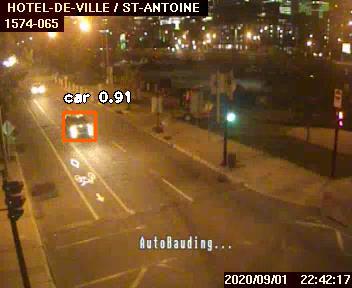 HOTEL-DE-VILLE / ST-ANTOINE
1574-065
car 0.91
AutoBauding...
2020/09/01 22:42:17